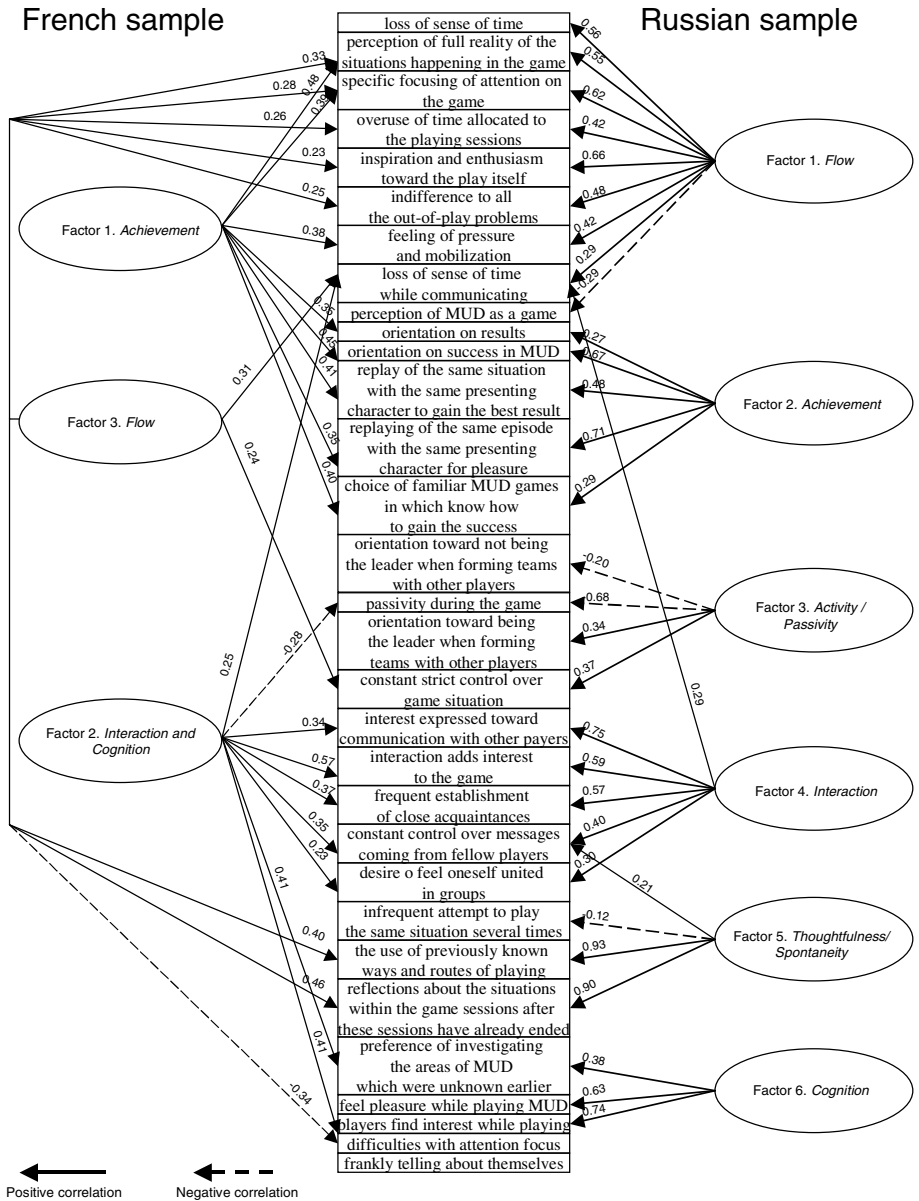 French sample
Russian sample
loss of sense of time
perception of full reality of the
situations happening in the game
specific focusing of attention on
the game
overuse of time allocated to
the playing sessions
inspiration and enthusiasm
toward the play itself
indifference to all
the out-of-play problems
feeling of pressure
and mobilization
loss of sense of time
while communicating
perception of MUD as a game
orientation on results
orientation on success in MUD
replay of the same situation
with the same presenting
character to gain the best result
replaying of the same episode
with the same presenting
character for pleasure
choice of familiar MUD games
in which know how
to gain the success
orientation toward not being
the leader when forming teams
with other players
passivity during the game
orientation toward being
the leader when forming
teams with other players
constant strict control over
game situation
interest expressed toward
communication with other payers
interaction adds interest
to the game
frequent establishment
of close acquaintances
constant control over messages
coming from fellow players
desire o feel oneself united
in groups
infrequent attempt to play
the same situation several times
the use of previously known
ways and routes of playing
reflections about the situations
within the game sessions after
these sessions have already ended
preference of investigating
the areas of MUD
which were unknown earlier
feel pleasure while playing MUD
players find interest while playing
difficulties with attention focus
frankly telling about themselves
Factor 1. Achievement
Factor 3. Flow
Factor 2. Interaction and
Cognition
0.33
0.28
0.26
0.23
0.25
0.48
0.39
0.38
0.35
0.45
0.41
0.35
0.40
0.31
0.24
0.25
-0.28
0.34
0.57
0.37
0.35
0.23
0.41
0.41
0.40
0.46
-0.34
Factor 1. Flow
Factor 2. Achievement
Factor 3. Activity /
Passivity
Factor 4. Interaction
Factor 5. Thoughtfulness/
Spontaneity
Factor 6. Cognition
0.56
0.55
0.62
0.42
0.66
0.48
0.42
0.29
-0.29
0.27
0.67
0.48
0.71
0.29
-0.20
-0.68
0.34
0.37
0.29
0.75
0.59
0.57
0.40
0.30
0.21
-0.12
0.93
0.90
0.38
0.63
0.74
Positive correlation
Negative correlation